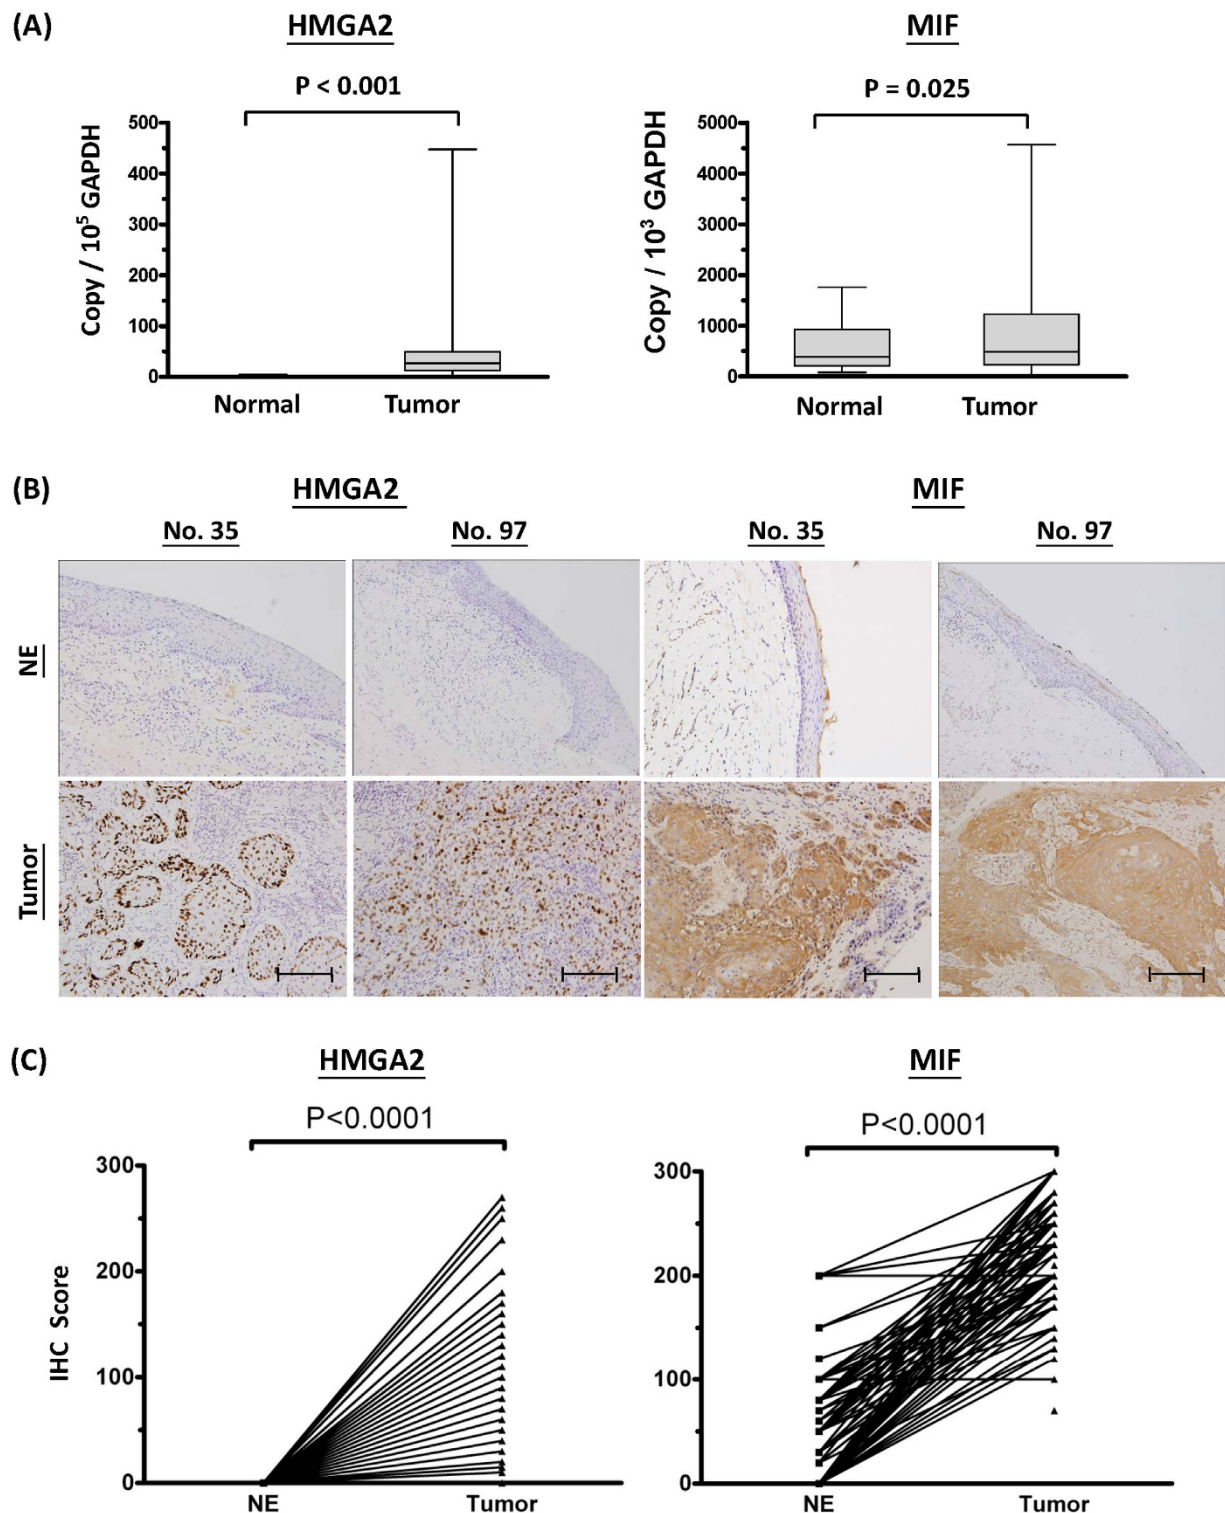 (A)
HMGA2
MIF
P < 0.001
P = 0.025
Copy / 10⁵ GAPDH
500
400
300
200
100
0
Normal
Tumor
Copy / 10³ GAPDH
5000
4000
3000
2000
1000
0
Normal
Tumor
(B)
HMGA2
MIF
No. 35
No. 97
No. 35
No. 97
NE
Tumor
(C)
HMGA2
MIF
P<0.0001
P<0.0001
IHC Score
300
200
100
0
NE
Tumor
300
200
100
0
NE
Tumor